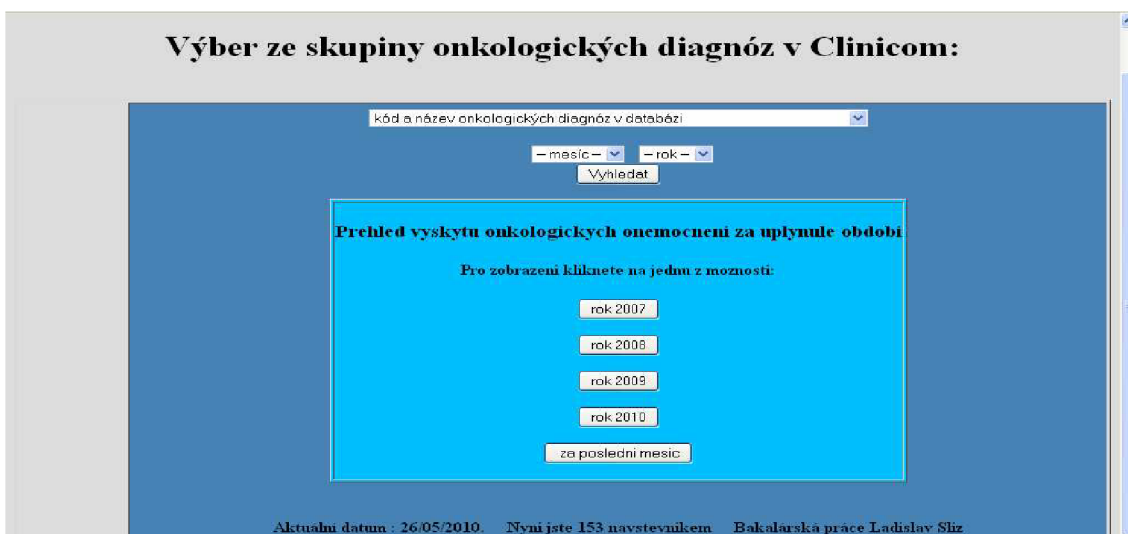 Výber ze skupiny onkologických diagnóz v Clinicom:
kód a název onkologických diagnóz v databázi
– mesíc –  – rok –
Vyhledat
Prehled vyskytu onkologickych onemocneni za uplynule obdobi
Pro zobrazeni kliknete na jednu z moznosti:
rok 2007
rok 2008
rok 2009
rok 2010
za posledni mesic
Aktualni datum : 26/05/2010. Nyni jste 153 navstevnikem Bakalárská práce Ladislav Sliz